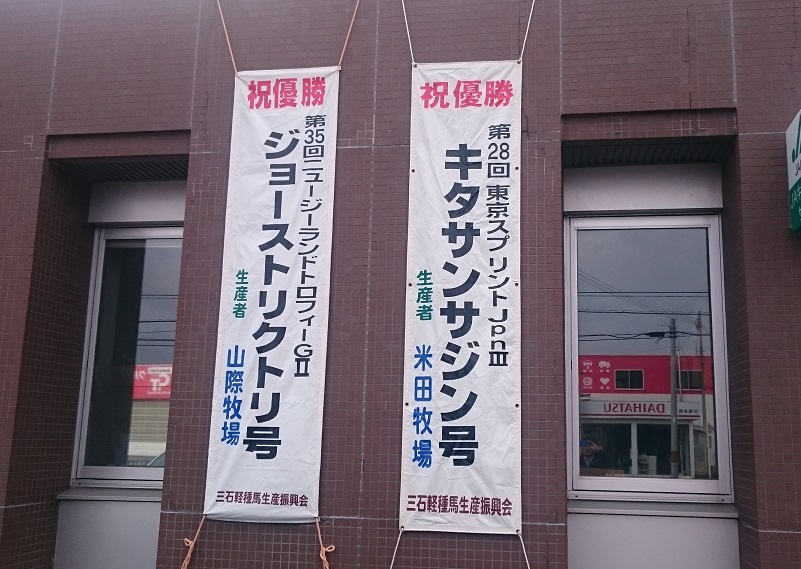 祝優勝
第28回 東京スプリントJpnⅢ
キタサンサジン号
生産者 米田牧場
三石軽種馬生産振興会
祝優勝
第35回ニュージーランドトロフィーGⅡ
ジョーストリクトリ号
生産者 山際牧場
三石軽種馬生産振興会
DAIHATSU